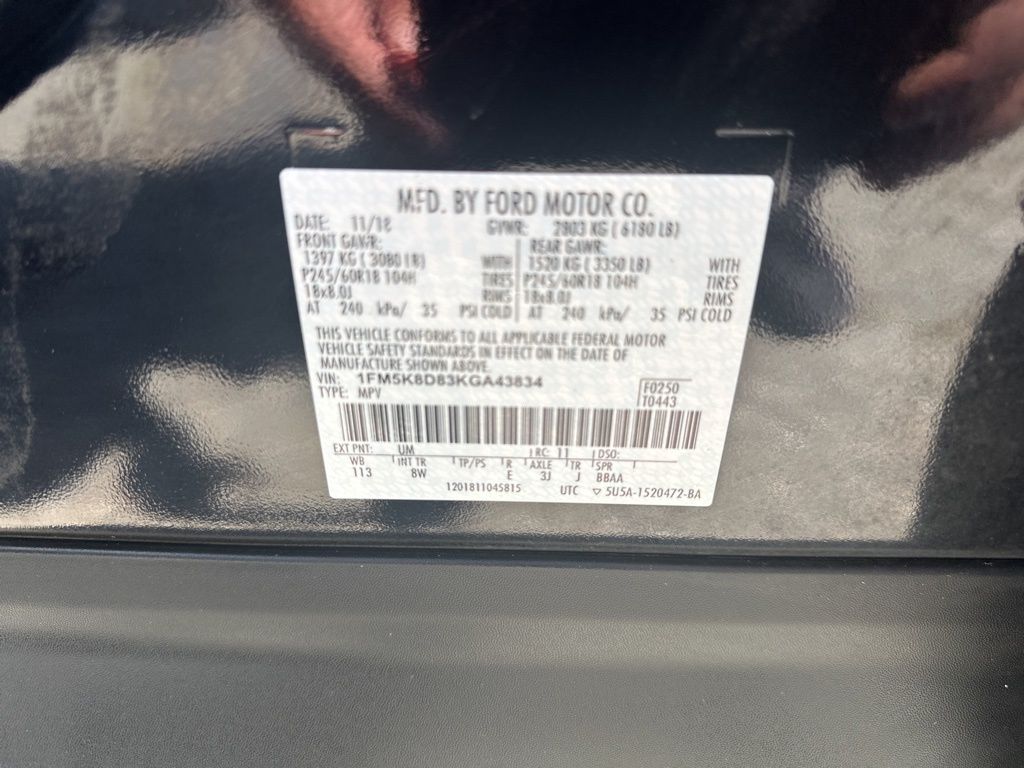 MFD. BY FORD MOTOR CO.
DATE: 11/18 GVWR: 2803 KG ( 6180 LB)
FRONT GAWR: REAR GAWR:
1397 KG ( 3080 LB) WITH 1520 KG ( 3350 LB) WITH
P245/60R18 104H TIRES P245/60R18 104H TIRES
18x8.0J RIMS 18x8.0J RIMS
AT 240 kPa/ 35 PSI COLD AT 240 kPa/ 35 PSI COLD
THIS VEHICLE CONFORMS TO ALL APPLICABLE FEDERAL MOTOR
VEHICLE SAFETY STANDARDS IN EFFECT ON THE DATE OF
MANUFACTURE SHOWN ABOVE.
VIN: 1FM5K8D83KGA43834
TYPE: MPV
F0250
T0443
EXT PNT: UM RC: 11 DSO:
WB INT TR TP/PS R AXLE TR SPR
113 8W E 3J J BBAA
1201811045815 UTC ▽ 5U5A-1520472-BA